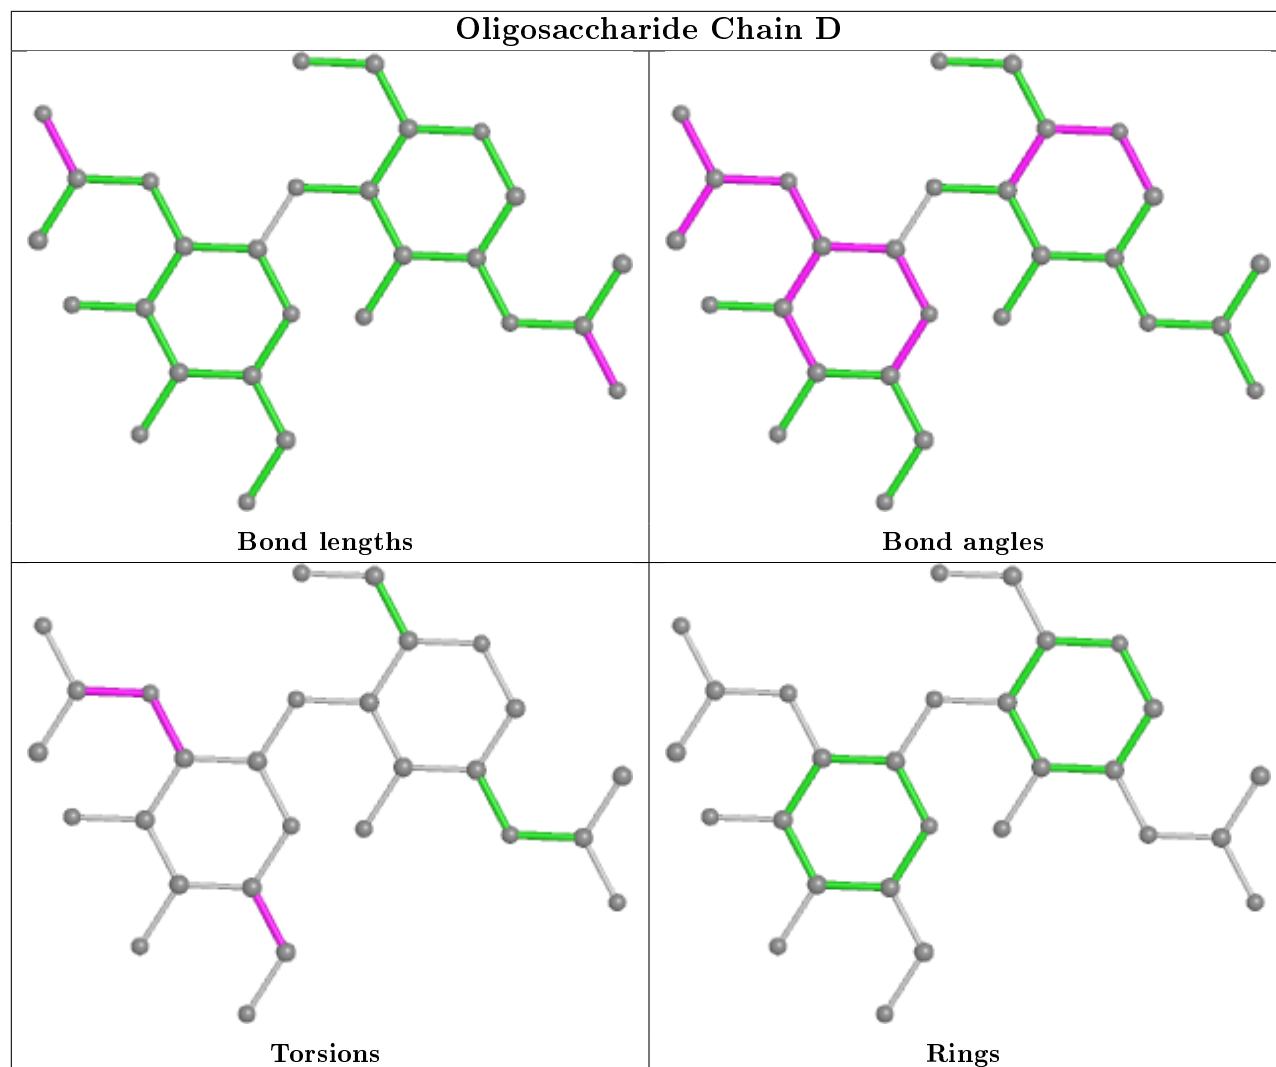 Oligosaccharide Chain D
Bond lengths
Bond angles
Torsions
Rings